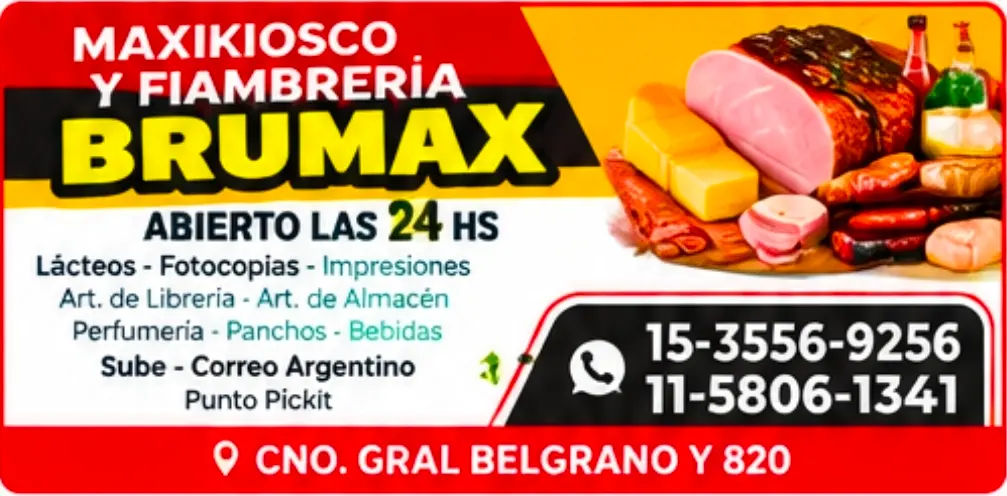 MAXIKIOSCO
Y FIAMBRERÍA
BRUMAX
ABIERTO LAS 24 HS
Lácteos - Fotocopias - Impresiones
Art. de Librería - Art. de Almacén
Perfumería - Panchos - Bebidas
Sube - Correo Argentino
Punto Pickit
15-3556-9256
11-5806-1341
CNO. GRAL BELGRANO Y 820